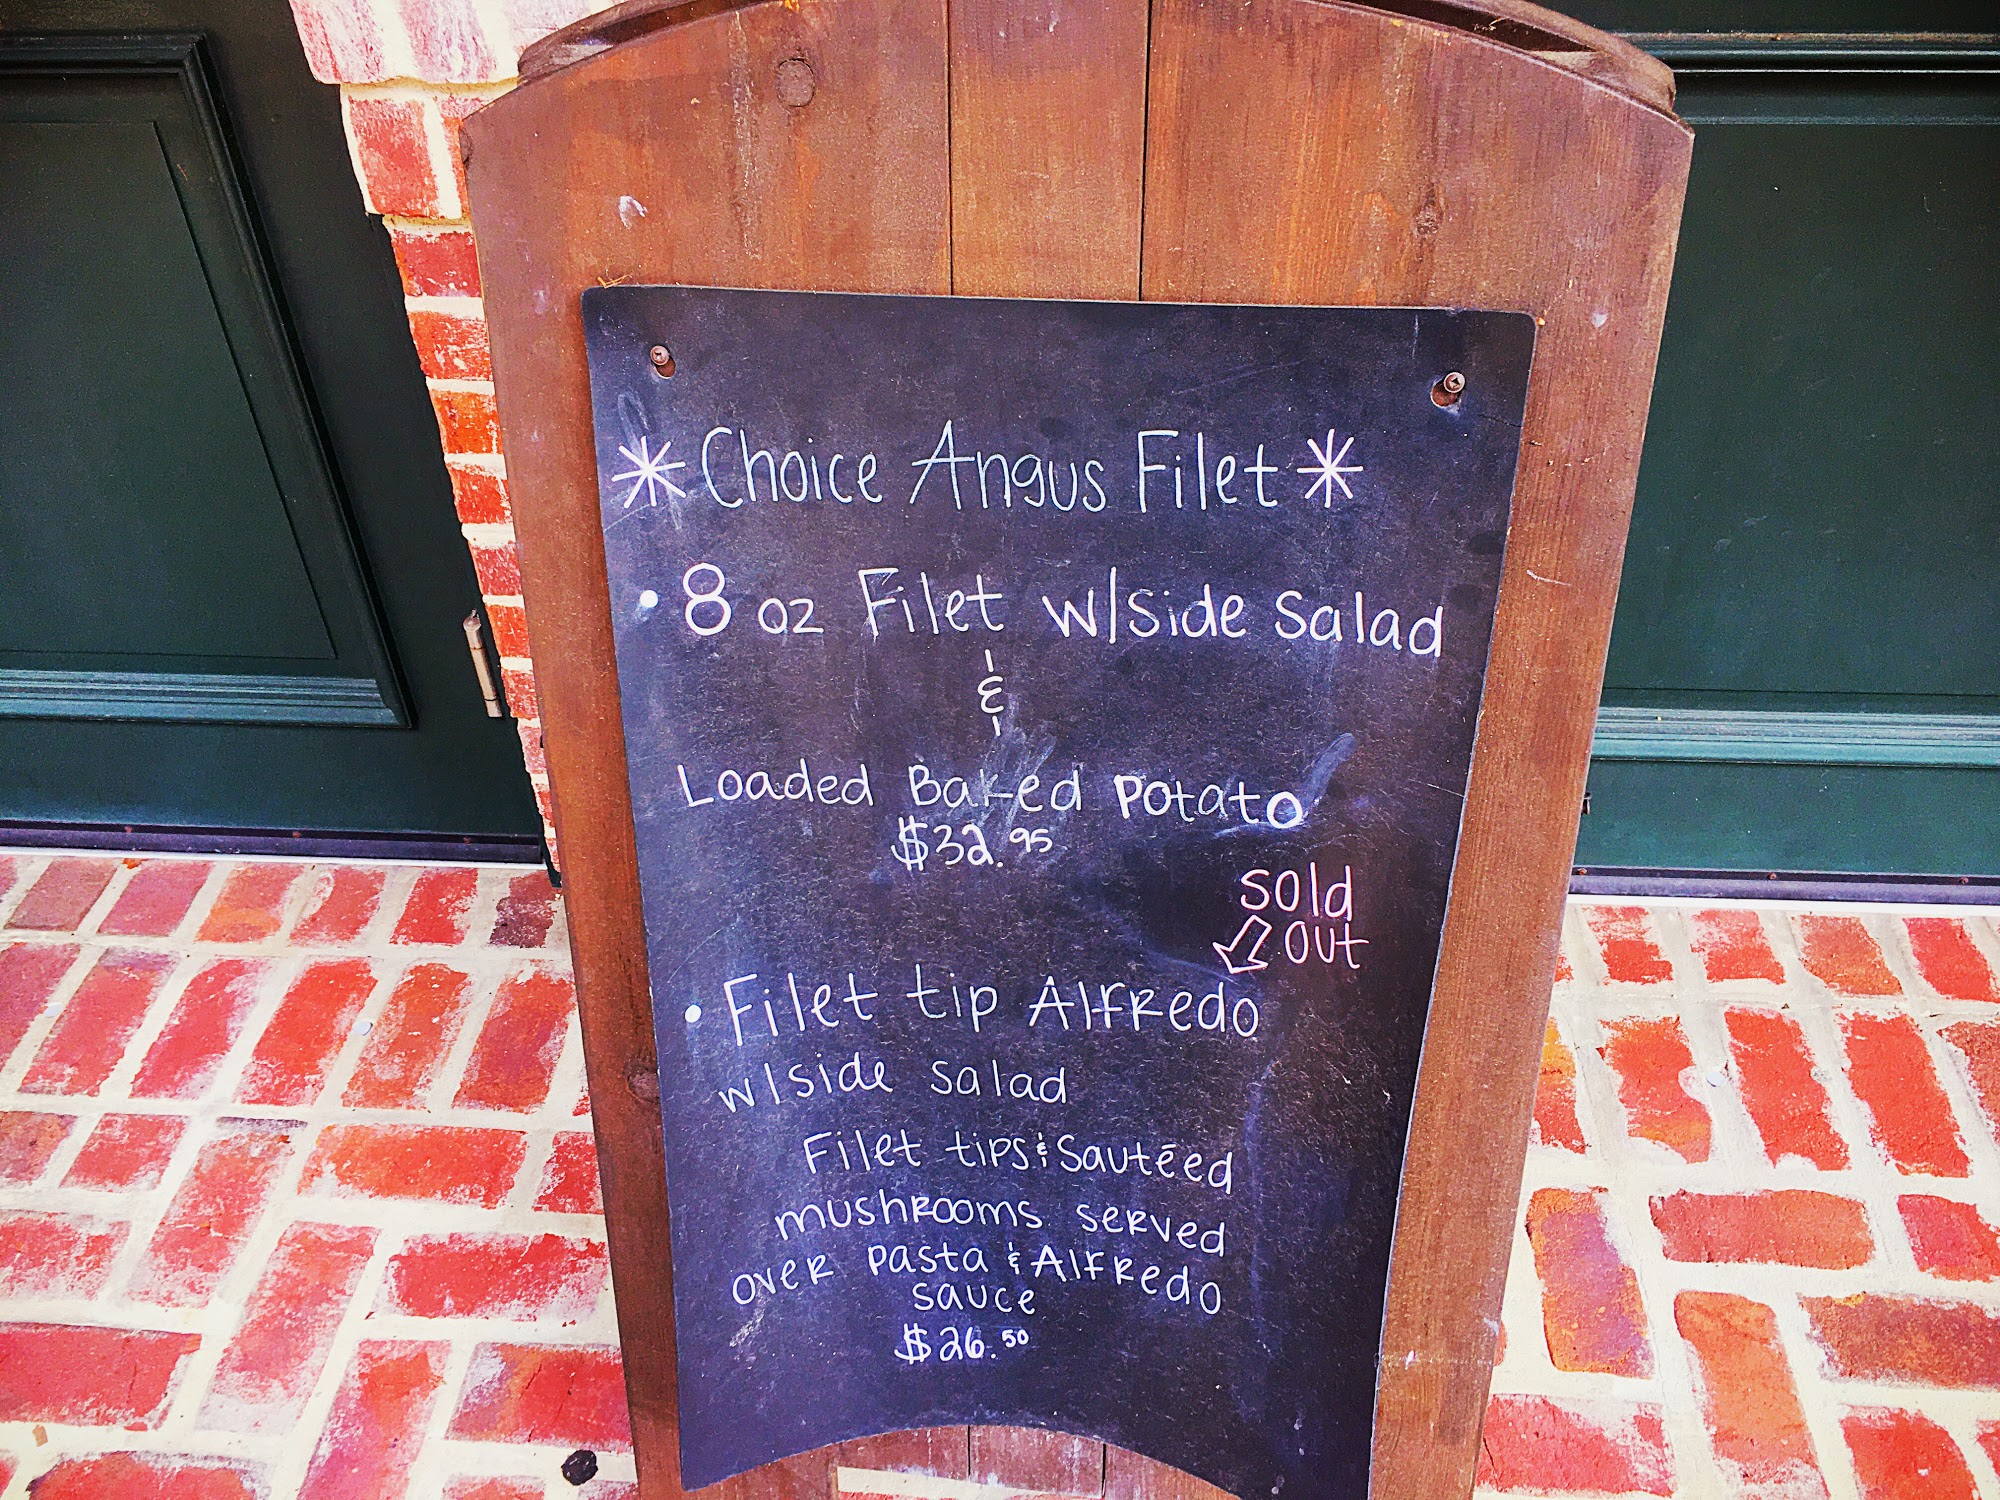 * Choice Angus Filet *
• 8 oz Filet w/side salad
&
Loaded Baked Potato
$32.95
Sold
out
• Filet tip Alfredo
w/side salad
Filet tips & Sautéed
mushrooms served
over pasta & Alfredo
sauce
$26.50